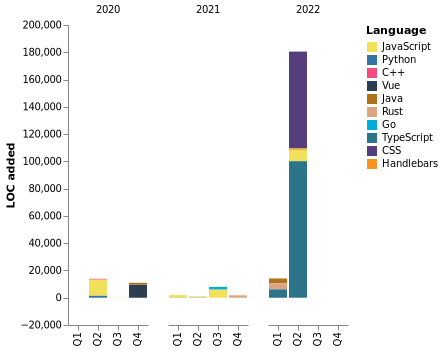 2020 2021 2022
LOC added
200,000
180,000
160,000
140,000
120,000
100,000
80,000
60,000
40,000
20,000
0
−20,000
Q1 Q2 Q3 Q4 Q1 Q2 Q3 Q4 Q1 Q2 Q3 Q4
Language
JavaScript
Python
C++
Vue
Java
Rust
Go
TypeScript
CSS
Handlebars